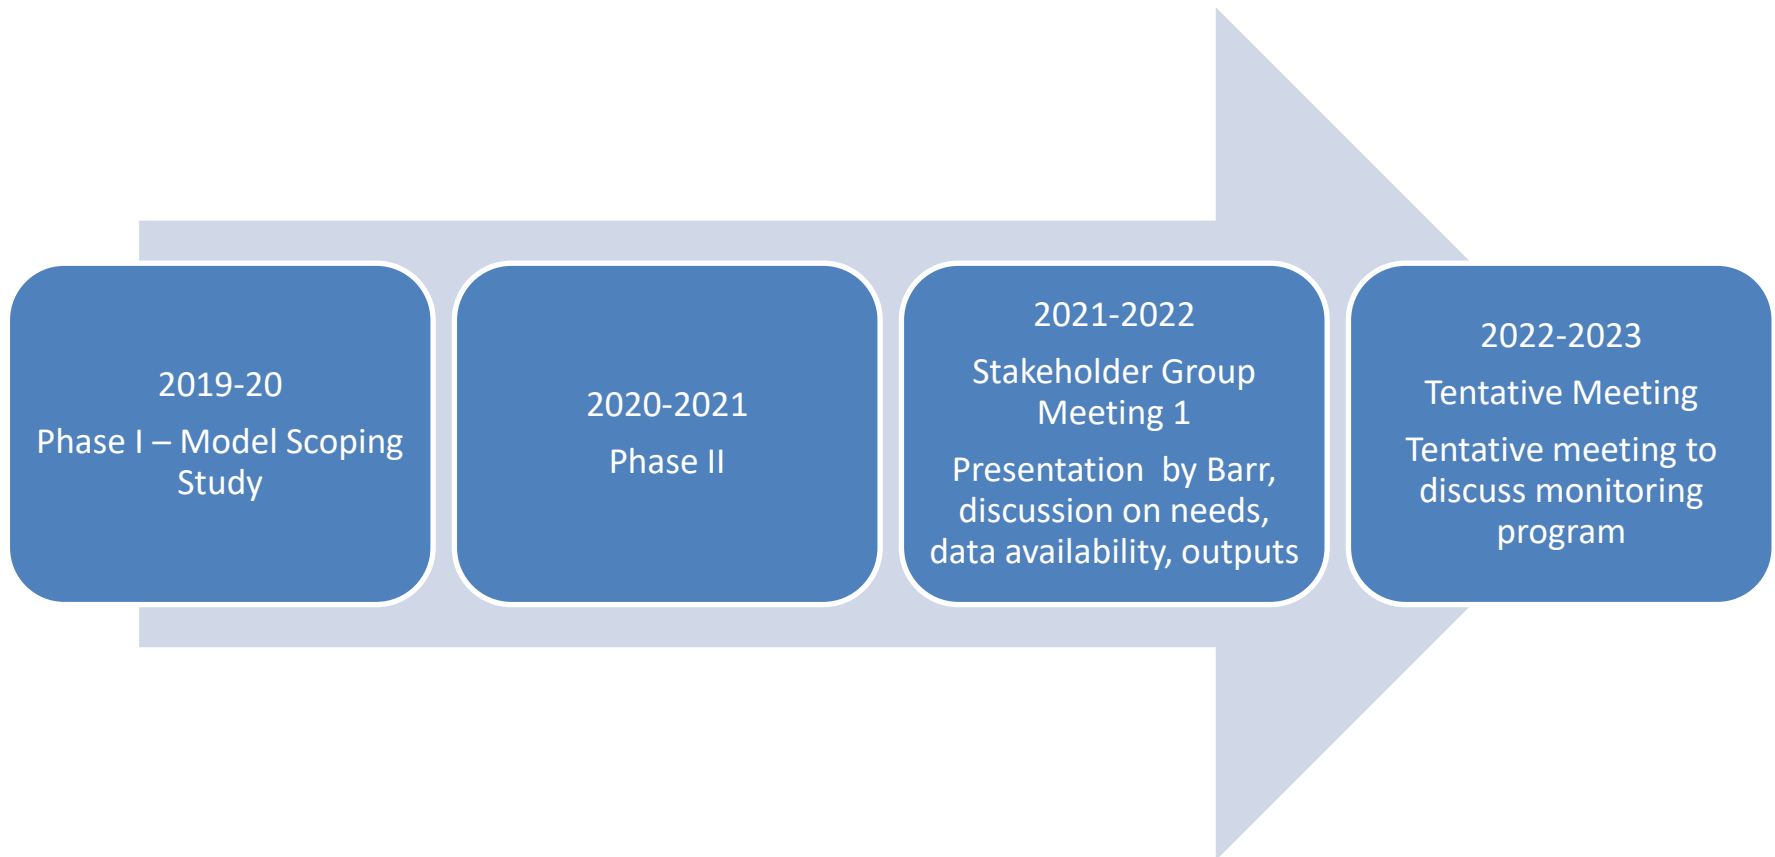 2019-20
Phase I – Model Scoping
Study
2020-2021
Phase II
2021-2022
Stakeholder Group
Meeting 1
Presentation  by Barr,
discussion on needs,
data availability, outputs
2022-2023
Tentative Meeting
Tentative meeting to
discuss monitoring
program